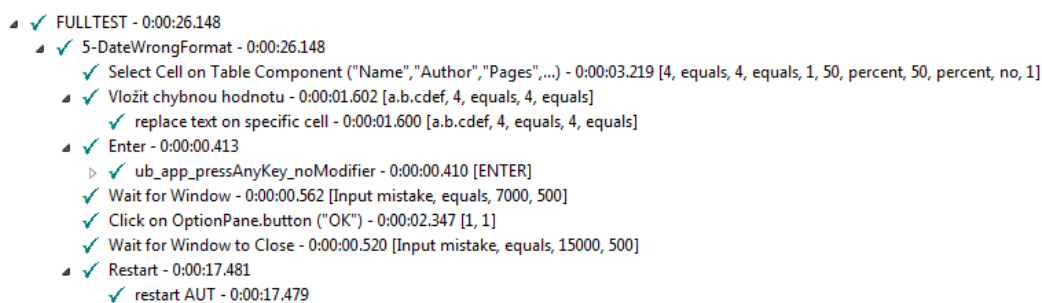 FULLTEST - 0:00:26.148
5-DateWrongFormat - 0:00:26.148
Select Cell on Table Component ("Name","Author","Pages",...) - 0:00:03.219 [4, equals, 4, equals, 1, 50, percent, 50, percent, no, 1]
Vložit chybnou hodnotu - 0:00:01.602 [a.b.cdef, 4, equals, 4, equals]
replace text on specific cell - 0:00:01.600 [a.b.cdef, 4, equals, 4, equals]
Enter - 0:00:00.413
ub_app_pressAnyKey_noModifier - 0:00:00.410 [ENTER]
Wait for Window - 0:00:00.562 [Input mistake, equals, 7000, 500]
Click on OptionPane.button ("OK") - 0:00:02.347 [1, 1]
Wait for Window to Close - 0:00:00.520 [Input mistake, equals, 15000, 500]
Restart - 0:00:17.481
restart AUT - 0:00:17.479